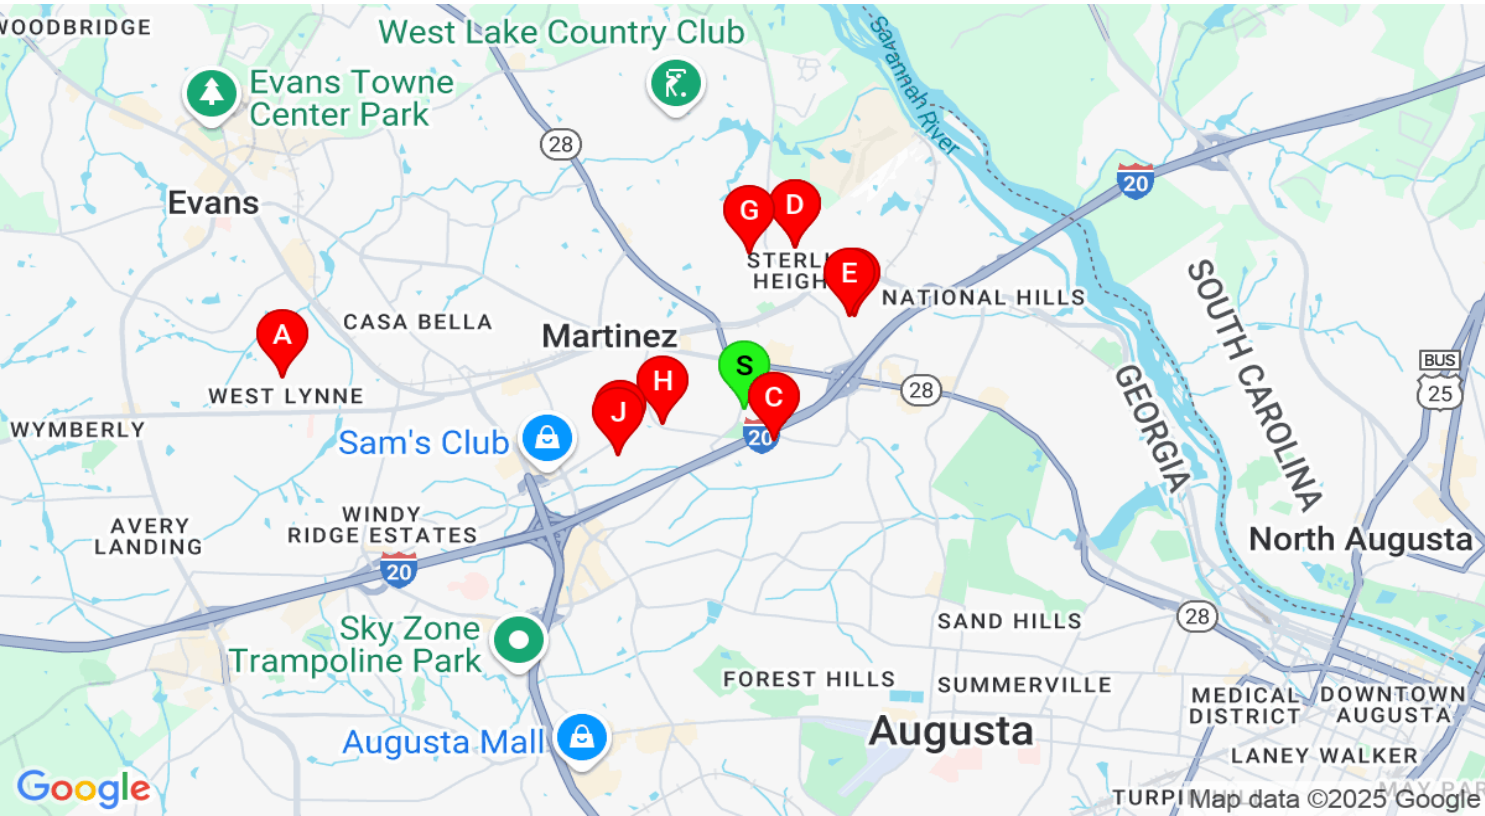 WOODBRIDGE
West Lake Country Club
Evans Towne
Center Park
Savannah River
28
20
Evans
G
D
STERLI
HEIGH
E
NATIONAL HILLS
SOUTH CAROLINA
A
CASA BELLA
Martinez
WEST LYNNE
S
H
C
J
28
BUS
25
GEORGIA
WYMBERLY
Sam's Club
20
AVERY
LANDING
WINDY
RIDGE ESTATES
20
North Augusta
Sky Zone
Trampoline Park
SAND HILLS
28
FOREST HILLS
SUMMERVILLE
MEDICAL
DISTRICT
DOWNTOWN
AUGUSTA
Augusta Mall
Augusta
LANEY WALKER
Google
TURPI
Map data ©2025 Google